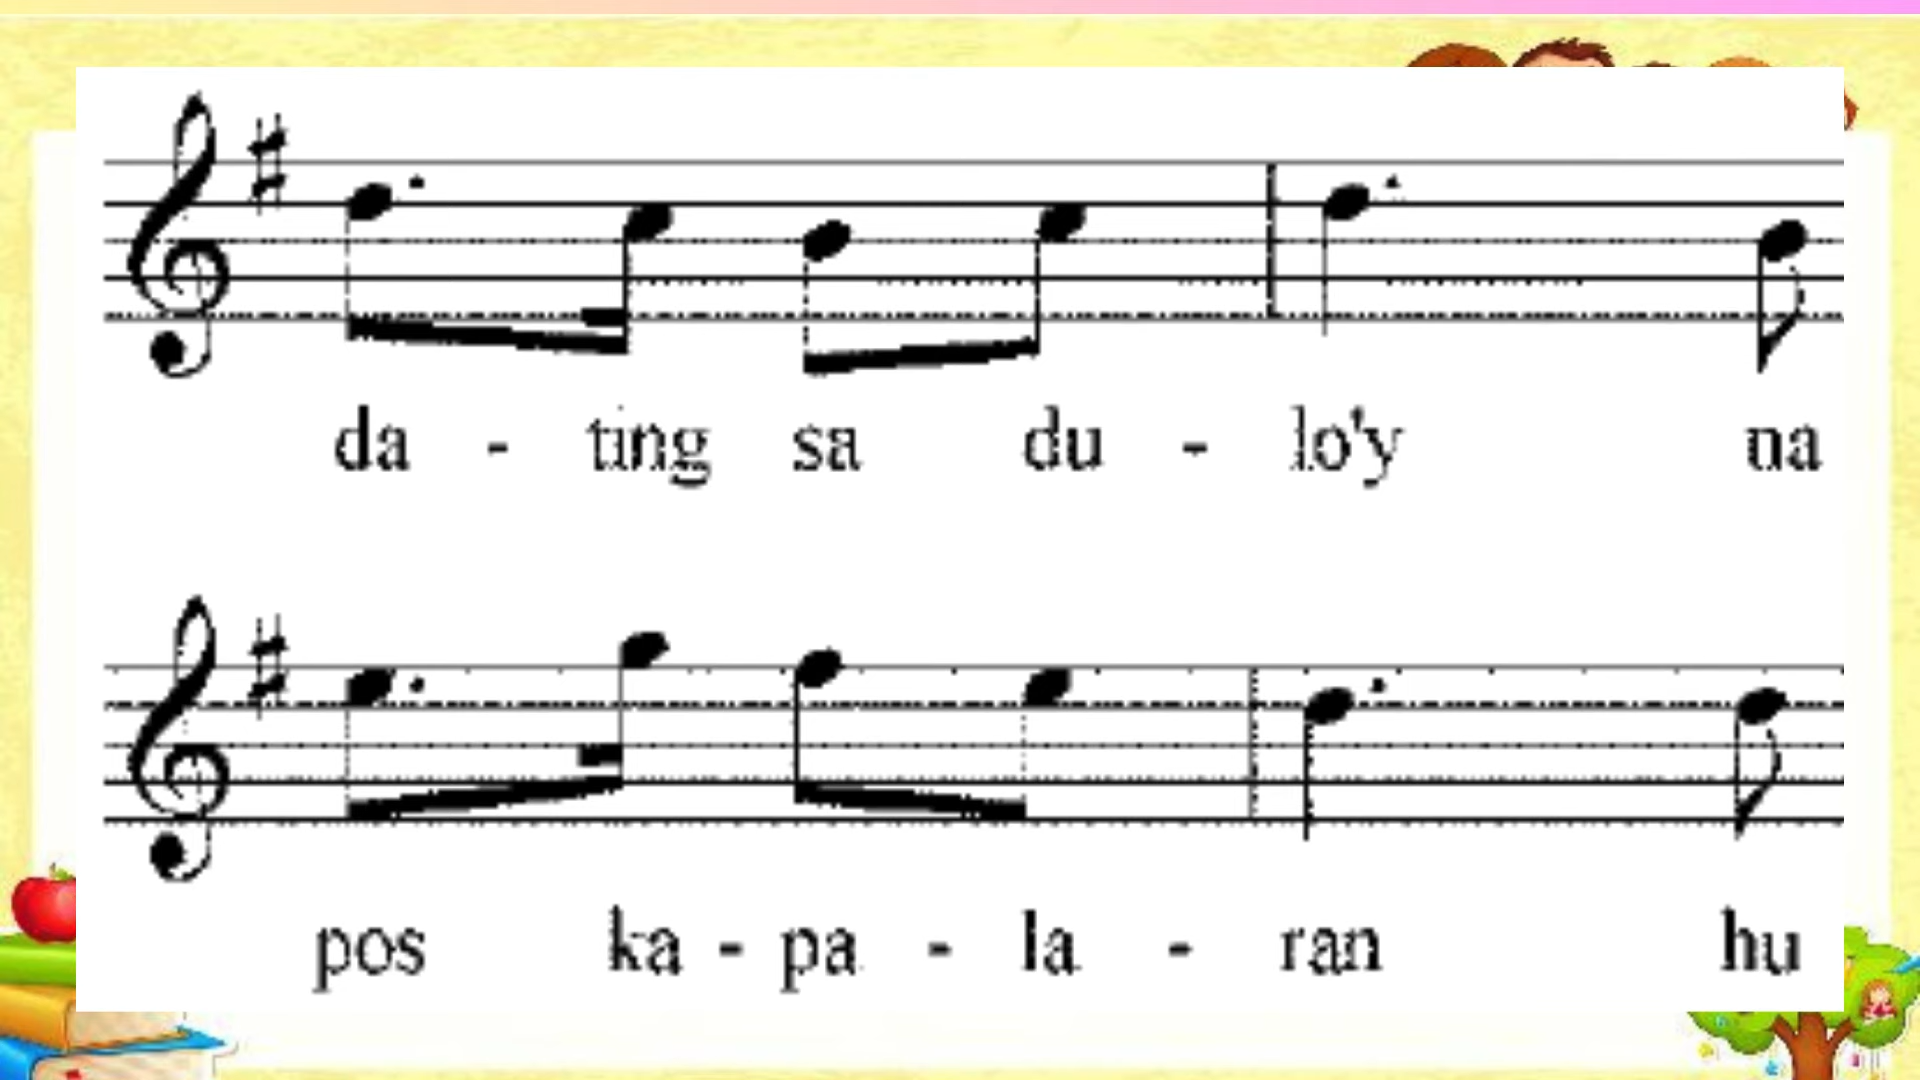 da - ting sa du - lo'y na
pos ka - pa - la - ran hu